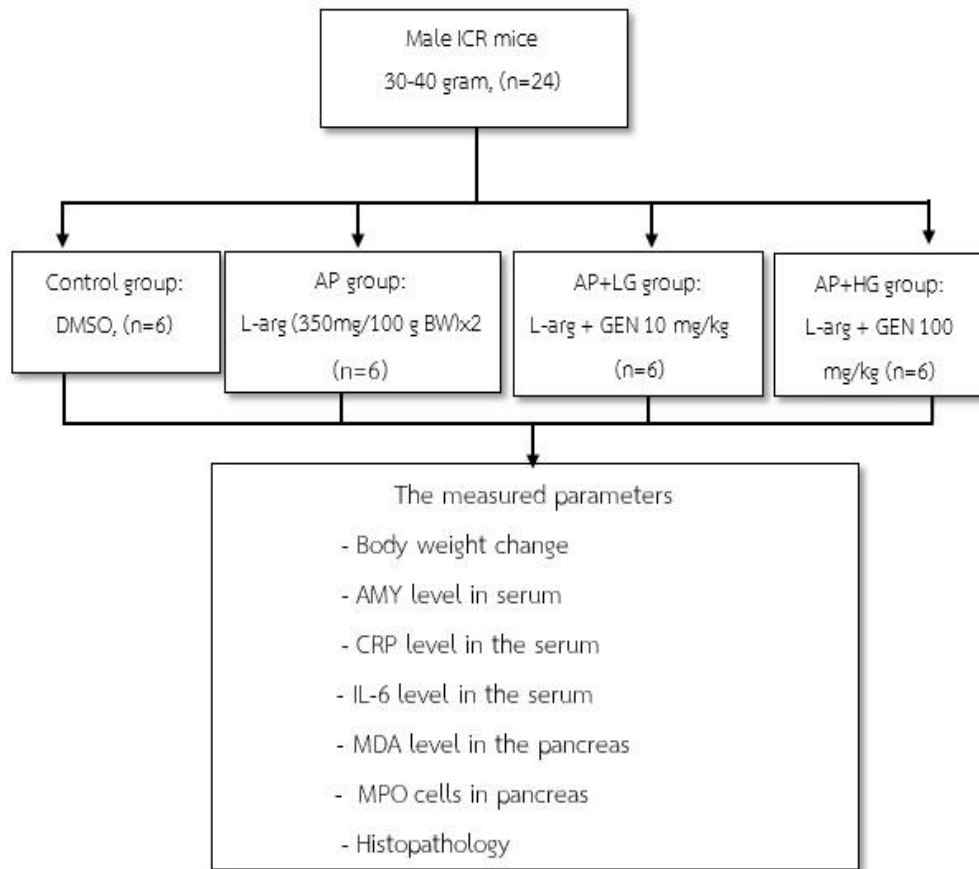 Male ICR mice
30-40 gram, (n=24)
Control group:
DMSO, (n=6)
AP group:
L-arg (350mg/100 g BW)x2
(n=6)
AP+LG group:
L-arg + GEN 10 mg/kg
(n=6)
AP+HG group:
L-arg + GEN 100
mg/kg (n=6)
The measured parameters
- Body weight change
- AMY level in serum
- CRP level in the serum
- IL-6 level in the serum
- MDA level in the pancreas
- MPO cells in pancreas
- Histopathology